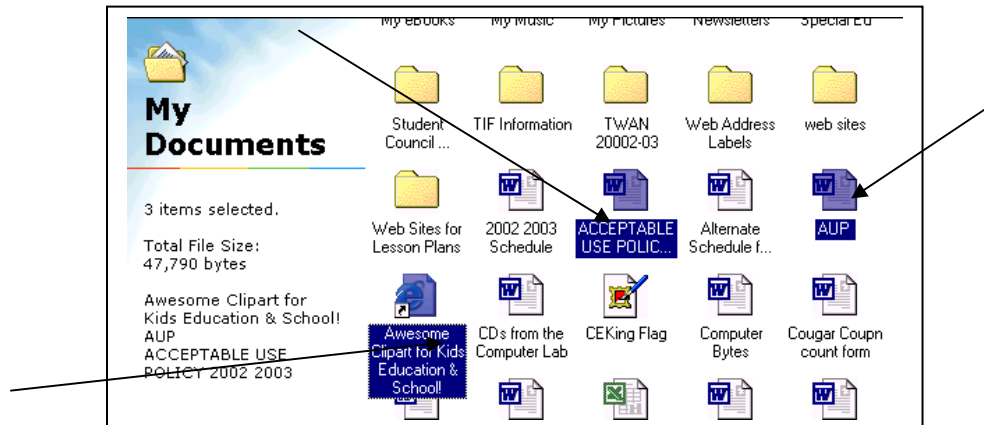 My eBooks My Music My Pictures Newsletters Special Ed
My
Documents
3 items selected.
Total File Size:
47,790 bytes
Awesome Clipart for
Kids Education & School!
AUP
ACCEPTABLE USE
POLICY 2002 2003
Student
Council ...
TIF Information
TWAN
20002-03
Web Address
Labels
web sites
Web Sites for
Lesson Plans
2002 2003
Schedule
ACCEPTABLE
USE POLIC...
Alternate
Schedule f...
AUP
Awesome
Clipart for Kids
Education &
School!
CDs from the
Computer Lab
CEKing Flag
Computer
Bytes
Cougar Coupn
count form